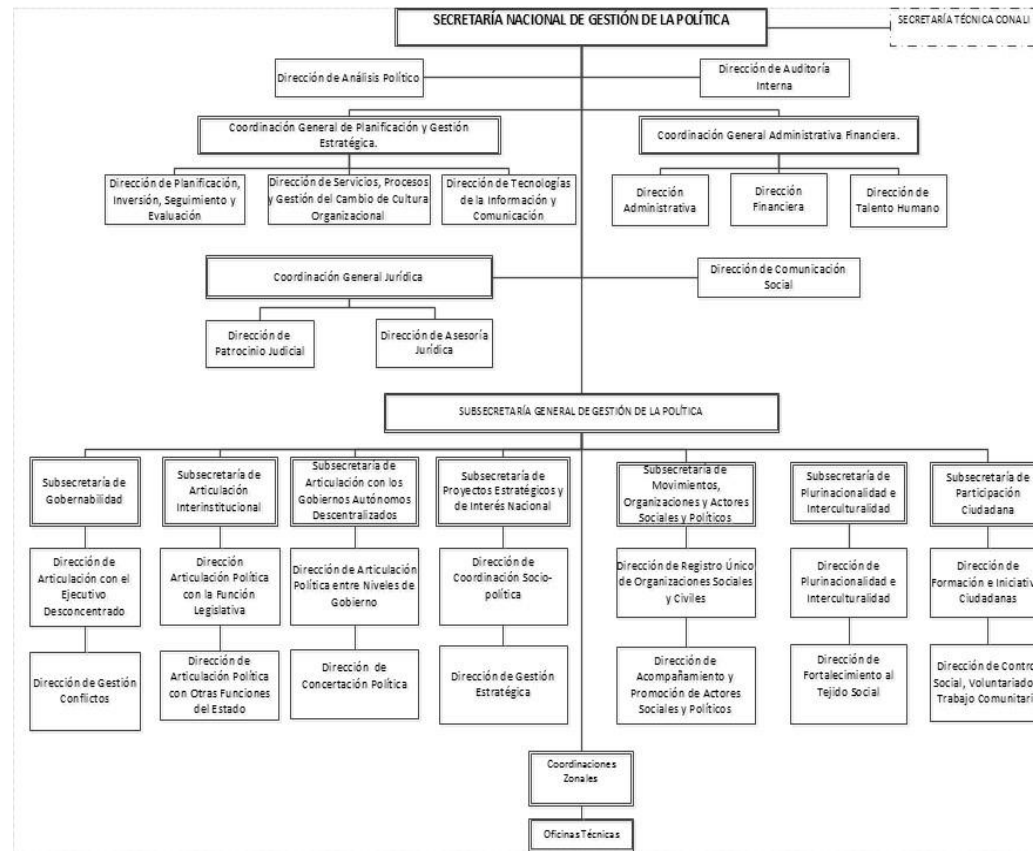 SECRETARÍA NACIONAL DE GESTIÓN DE LA POLÍTICA
SECRETARÍA TÉCNICA CONALI
Dirección de Análisis Político
Dirección de Auditoría
Interna
Coordinación General de Planificación y Gestión
Estratégica.
Coordinación General Administrativa Financiera.
Dirección de Planificación,
Inversión, Seguimiento y
Evaluación
Dirección de Servicios, Procesos
y Gestión del Cambio de Cultura
Organizacional
Dirección de Tecnologías
de la Información y
Comunicación
Dirección
Administrativa
Dirección
Financiera
Dirección de
Talento Humano
Coordinación General Jurídica
Dirección de Comunicación
Social
Dirección de
Patrocinio Judicial
Dirección de Asesoría
Jurídica
SUBSECRETARÍA GENERAL DE GESTIÓN DE LA POLÍTICA
Subsecretaría de
Gobernabilidad
Subsecretaría de
Articulación
Interinstitucional
Subsecretaría de
Articulación con los
Gobiernos Autónomos
Descentralizados
Subsecretaría de
Proyectos Estratégicos y
de Interés Nacional
Subsecretaría de
Movimientos,
Organizaciones y Actores
Sociales y Políticos
Subsecretaría de
Plurinacionalidad e
Interculturalidad
Subsecretaría de
Participación
Ciudadana
Dirección de
Articulación con el
Ejecutivo
Desconcentrado
Dirección
Articulación Política
con la Función
Legislativa
Dirección de Articulación
Política entre Niveles de
Gobierno
Dirección de
Coordinación Socio-
política
Dirección de Registro Único
de Organizaciones Sociales
y Civiles
Dirección de
Plurinacionalidad e
Interculturalidad
Dirección de
Formación e Iniciativ
Ciudadanas
Dirección de Gestión
Conflictos
Dirección de
Articulación Política
con Otras Funciones
del Estado
Dirección de
Concertación Política
Dirección de Gestión
Estratégica
Dirección de
Acompañamiento y
Promoción de Actores
Sociales y Políticos
Dirección de
Fortalecimiento al
Tejido Social
Dirección de Contro
Social, Voluntariado
Trabajo Comunitari
Coordinaciones
Zonales
Oficinas Técnicas